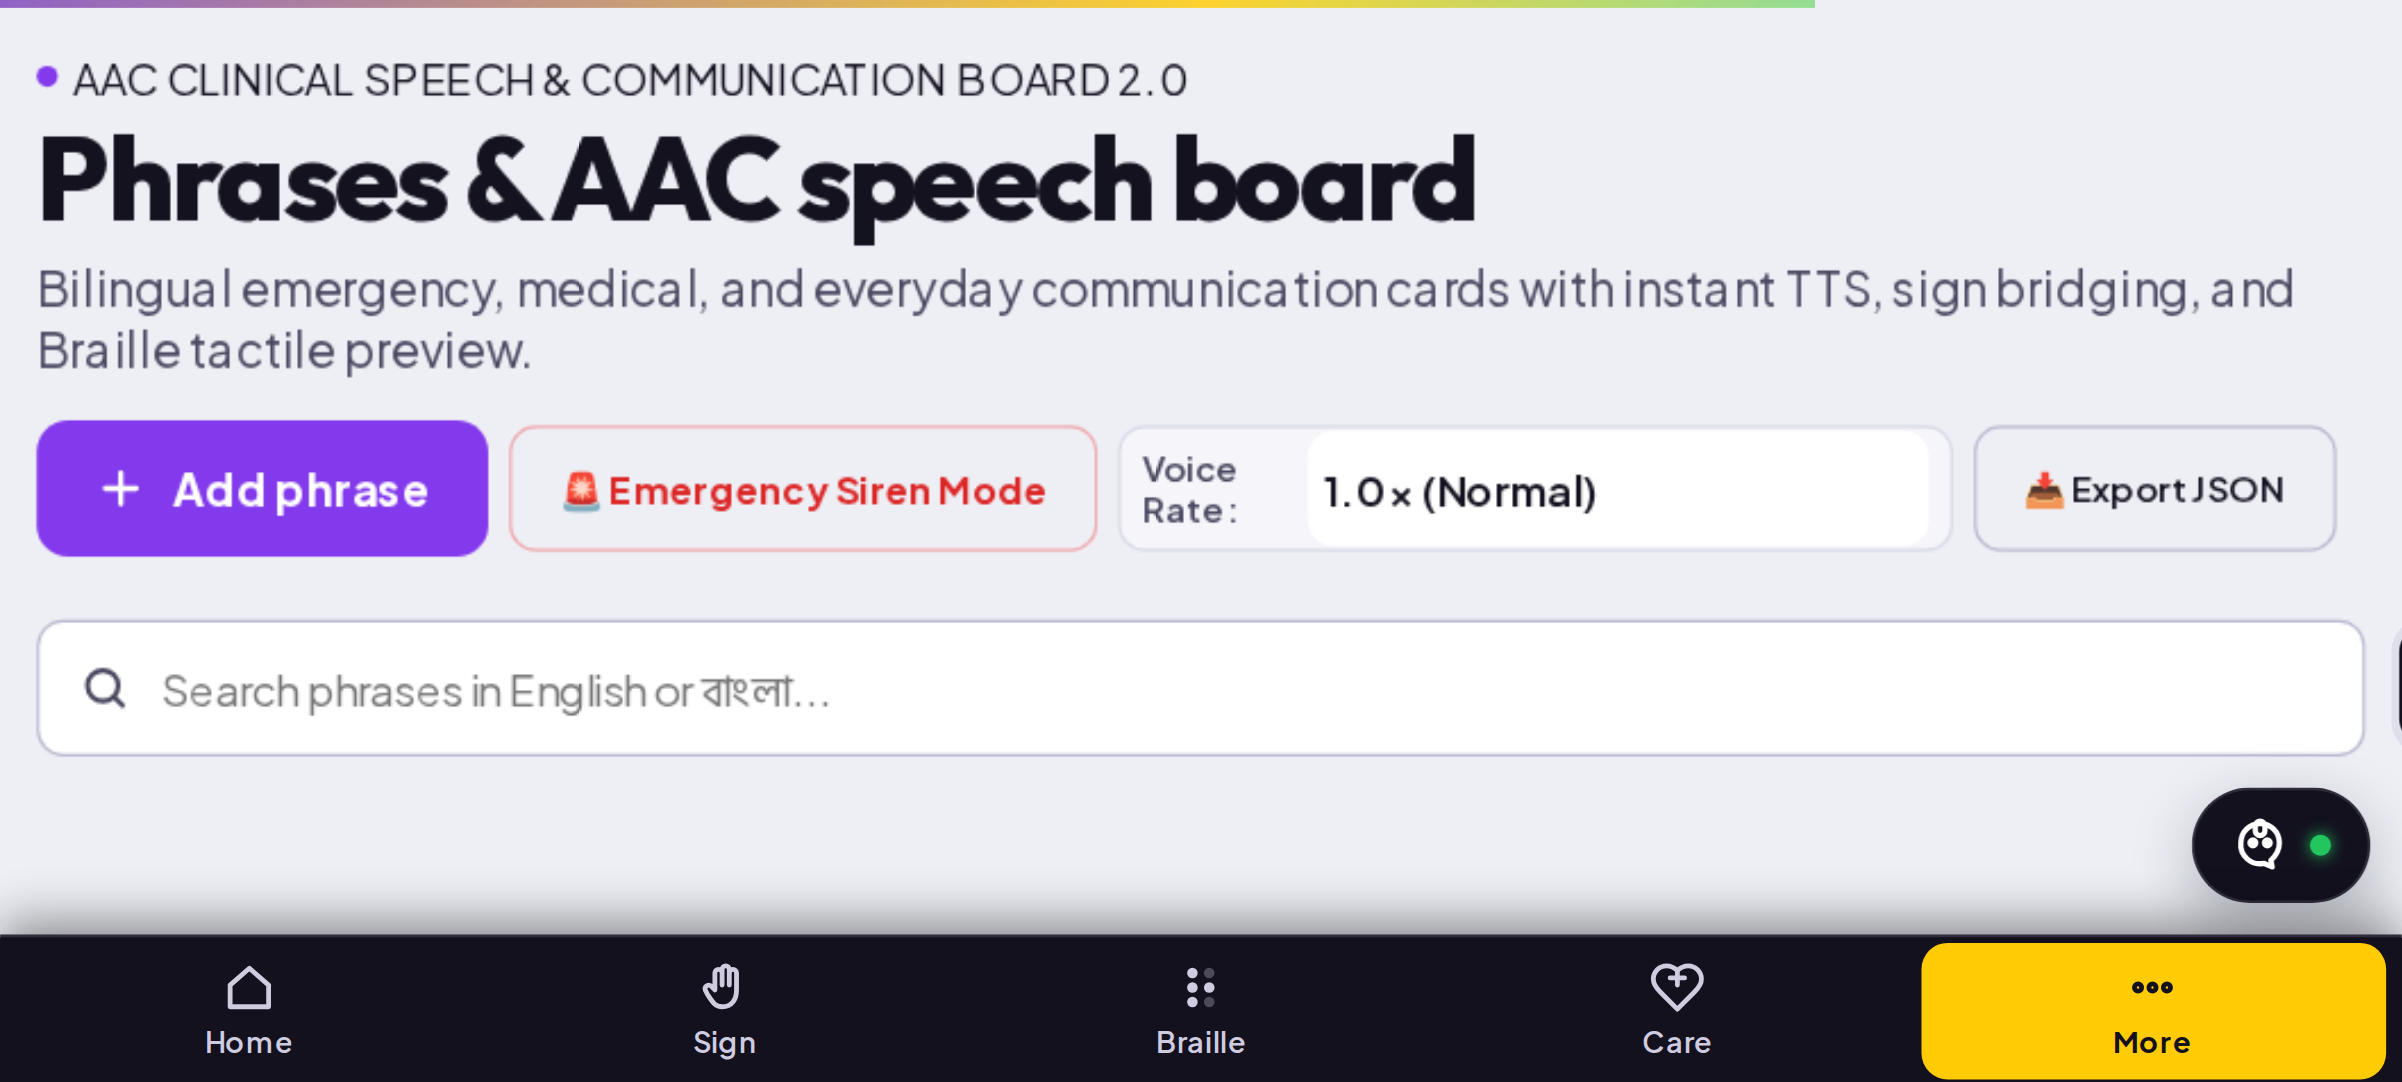 AAC CLINICAL SPEECH & COMMUNICATION BOARD 2.0
Phrases & AAC speech board
Bilingual emergency, medical, and everyday communication cards with instant TTS, sign bridging, and
Braille tactile preview.
+ Add phrase
🚨 Emergency Siren Mode
Voice
Rate:
1.0× (Normal)
📥 Export JSON
Search phrases in English or বাংলা...
Home
Sign
Braille
Care
More